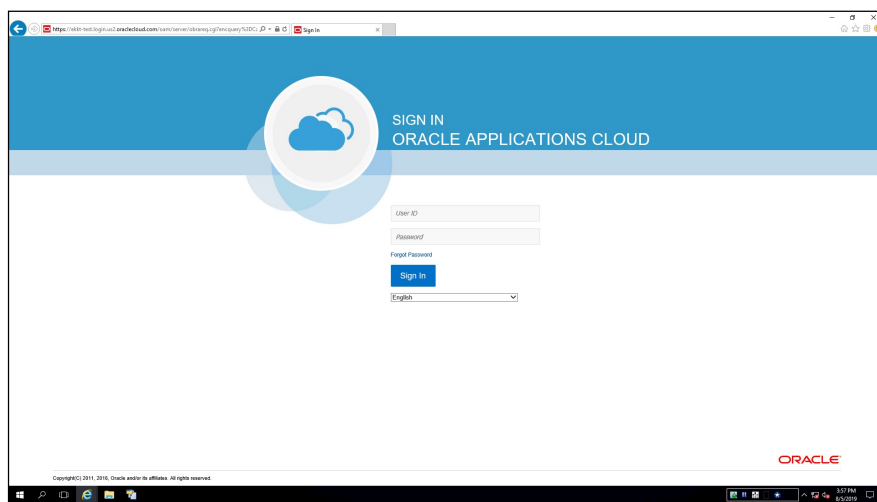 https://ekkt-test.login.us2.oraclecloud.com/oam/server/obrareq.cgi?encquery%3DC
Sign In
SIGN IN
ORACLE APPLICATIONS CLOUD
User ID
Password
Forgot Password
Sign In
English
ORACLE
Copyright(C) 2011, 2016, Oracle and/or its affiliates. All rights reserved.
3:57 PM
8/5/2019